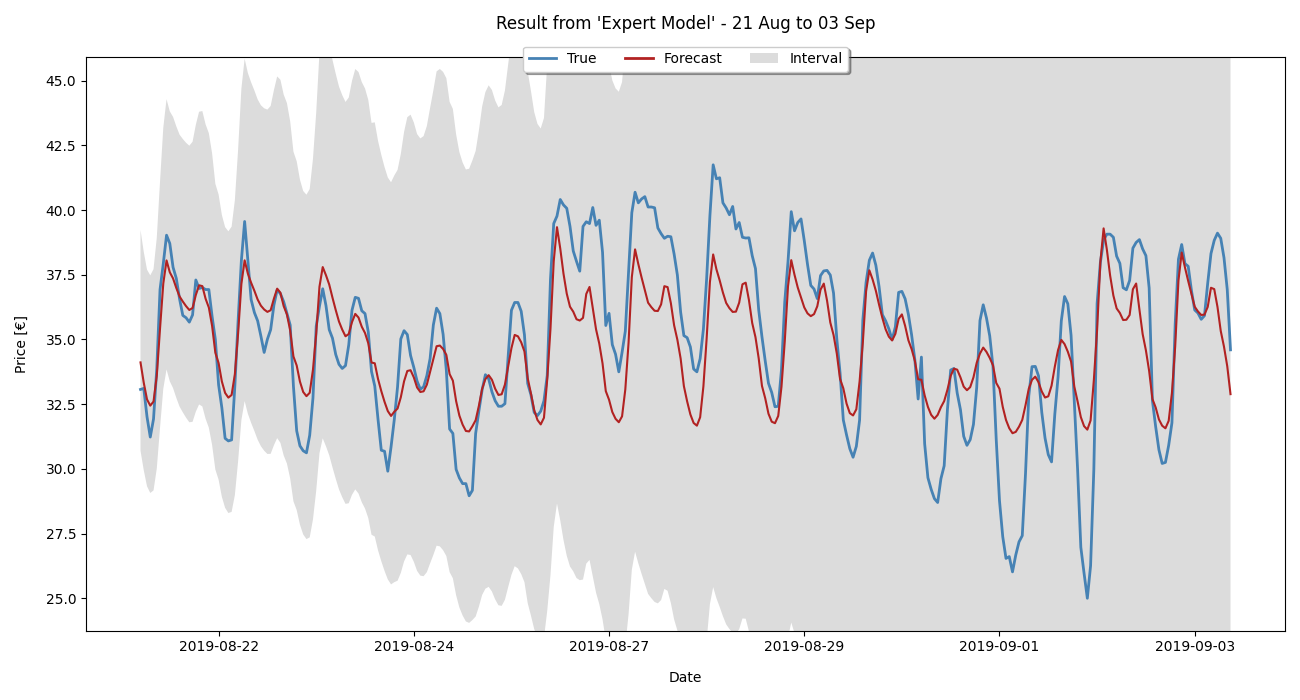 Result from 'Expert Model' - 21 Aug to 03 Sep
True Forecast Interval
45.0
42.5
40.0
37.5
35.0
32.5
30.0
27.5
25.0
Price [€]
2019-08-22 2019-08-24 2019-08-27 2019-08-29 2019-09-01 2019-09-03
Date